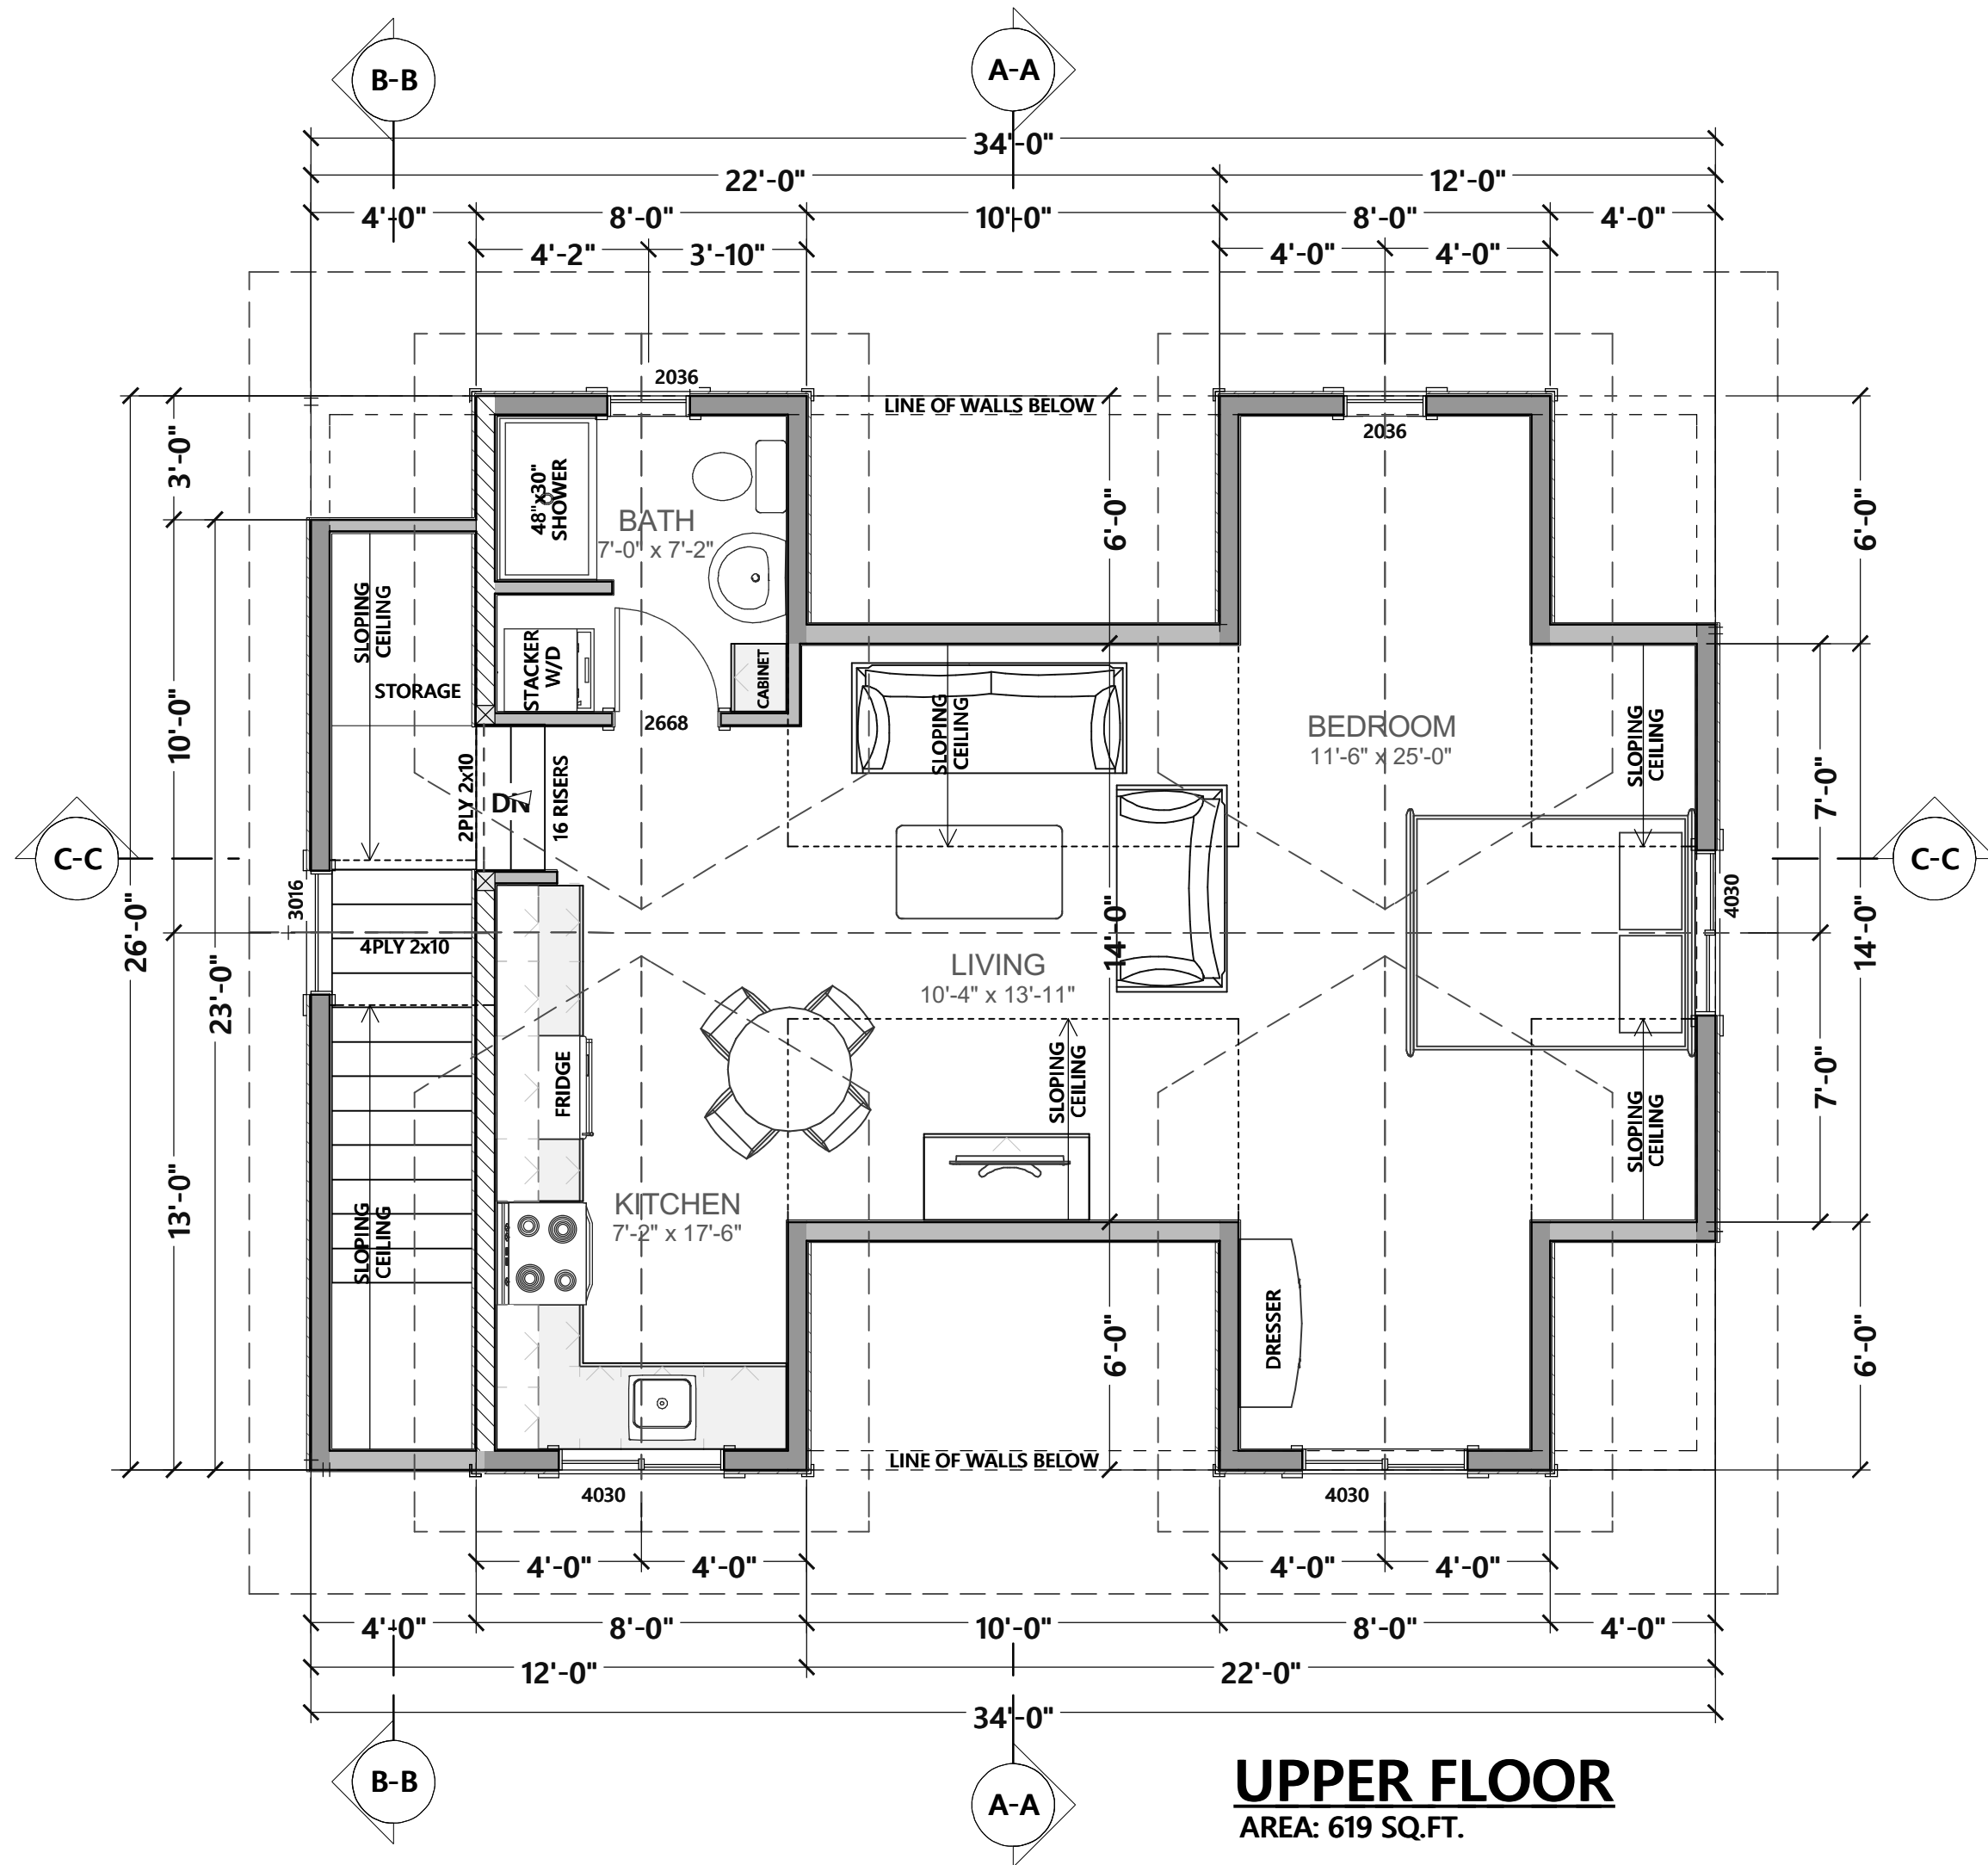 B-B
A-A
34'-0"
22'-0"
12'-0"
4'-0"
8'-0"
10'-0"
8'-0"
4'-0"
4'-2"
3'-10"
4'-0"
4'-0"
2036
LINE OF WALLS BELOW
2036
3'-0"
6'-0"
6'-0"
48"x30"
SHOWER
BATH
7'-0" x 7'-2"
SLOPING
CEILING
STORAGE
STACKER
W/D
CABINET
2668
10'-0"
SLOPING
CEILING
BEDROOM
11'-6" x 25'-0"
SLOPING
CEILING
2PLY 2x10
DN
16 RISERS
7'-0"
C-C
C-C
3016
4030
26'-0"
23'-0"
4PLY 2x10
14'-0"
14'-0"
LIVING
10'-4" x 13'-11"
FRIDGE
SLOPING
CEILING
SLOPING
CEILING
7'-0"
13'-0"
SLOPING
CEILING
KITCHEN
7'-2" x 17'-6"
DRESSER
6'-0"
6'-0"
LINE OF WALLS BELOW
4030
4030
4'-0"
4'-0"
4'-0"
4'-0"
4'-0"
8'-0"
10'-0"
8'-0"
4'-0"
12'-0"
22'-0"
34'-0"
B-B
A-A
UPPER FLOOR
AREA: 619 SQ.FT.